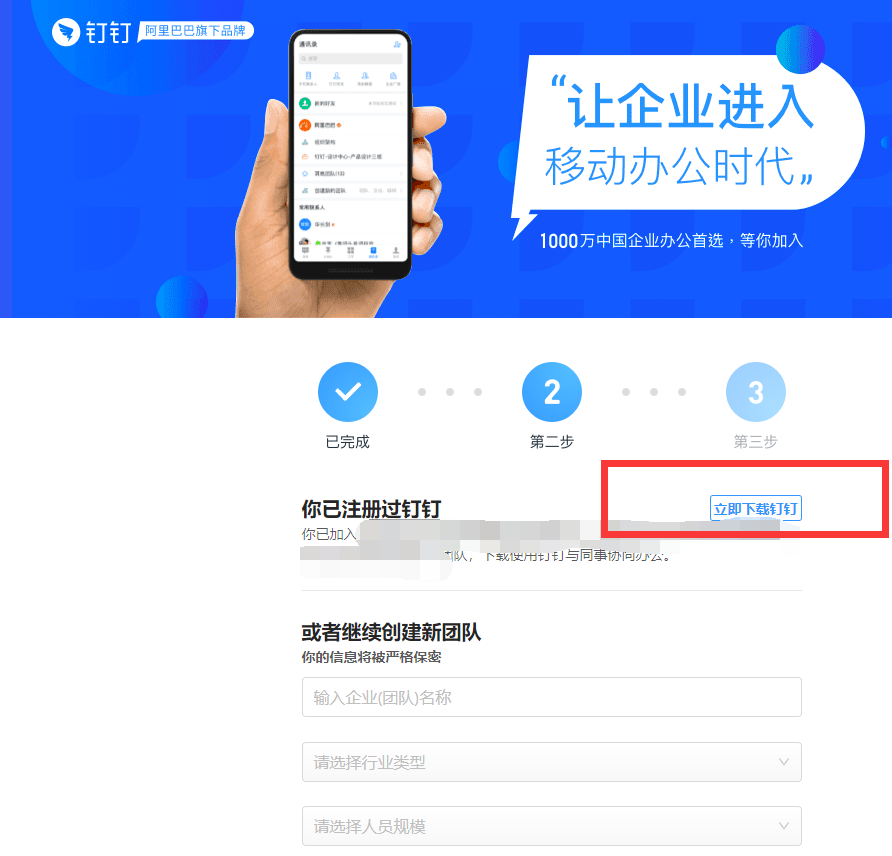 钉钉 阿里巴巴旗下品牌
通讯录
搜索
新的好友
阿里巴巴
组织架构
钉钉-设计中心-产品设计三组
其他团队(13)
创建新的团队
常用联系人
“让企业进入
移动办公时代„
1000万中国企业办公首选，等你加入
2
3
已完成
第二步
第三步
你已注册过钉钉
立即下载钉钉
你已加入
团队，下载使用钉钉与同事协同办公。
或者继续创建新团队
你的信息将被严格保密
输入企业(团队)名称
请选择行业类型
请选择人员规模